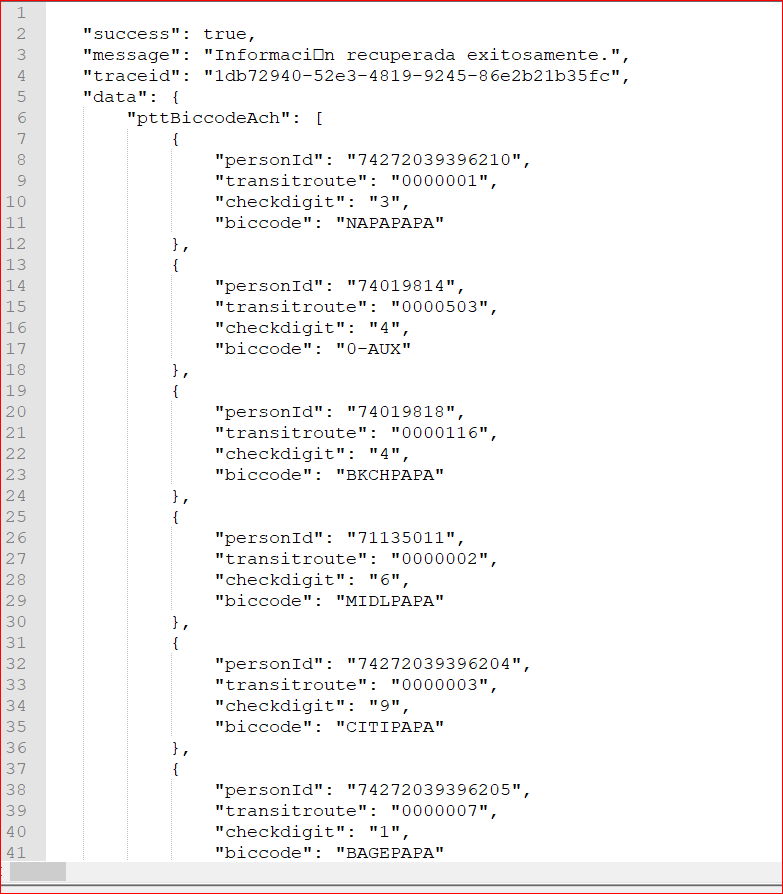 1
2 "success": true,
3 "message": "Informaci□n recuperada exitosamente.",
4 "traceid": "1db72940-52e3-4819-9245-86e2b21b35fc",
5 "data": {
6 "pttBiccodeAch": [
7 {
8 "personId": "74272039396210",
9 "transitroute": "0000001",
10 "checkdigit": "3",
11 "biccode": "NAPAPAPA"
12 },
13 {
14 "personId": "74019814",
15 "transitroute": "0000503",
16 "checkdigit": "4",
17 "biccode": "0-AUX"
18 },
19 {
20 "personId": "74019818",
21 "transitroute": "0000116",
22 "checkdigit": "4",
23 "biccode": "BKCHPAPA"
24 },
25 {
26 "personId": "71135011",
27 "transitroute": "0000002",
28 "checkdigit": "6",
29 "biccode": "MIDLPAPA"
30 },
31 {
32 "personId": "74272039396204",
33 "transitroute": "0000003",
34 "checkdigit": "9",
35 "biccode": "CITIPAPA"
36 },
37 {
38 "personId": "74272039396205",
39 "transitroute": "0000007",
40 "checkdigit": "1",
41 "biccode": "BAGEPAPA"